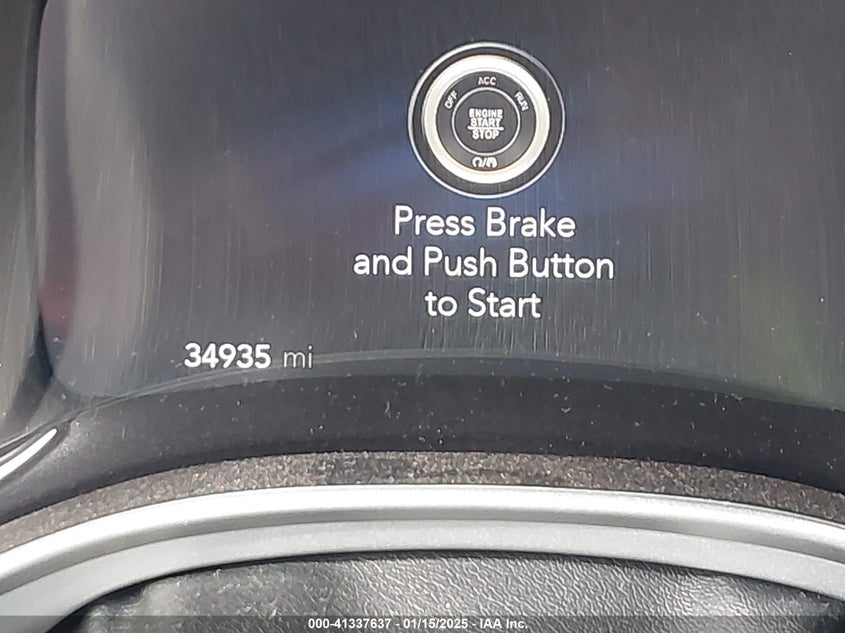 ACC
OFF RUN
ENGINE
START
STOP
Press Brake
and Push Button
to Start
34935 mi
000-41337637 - 01/15/2025 - IAA Inc.